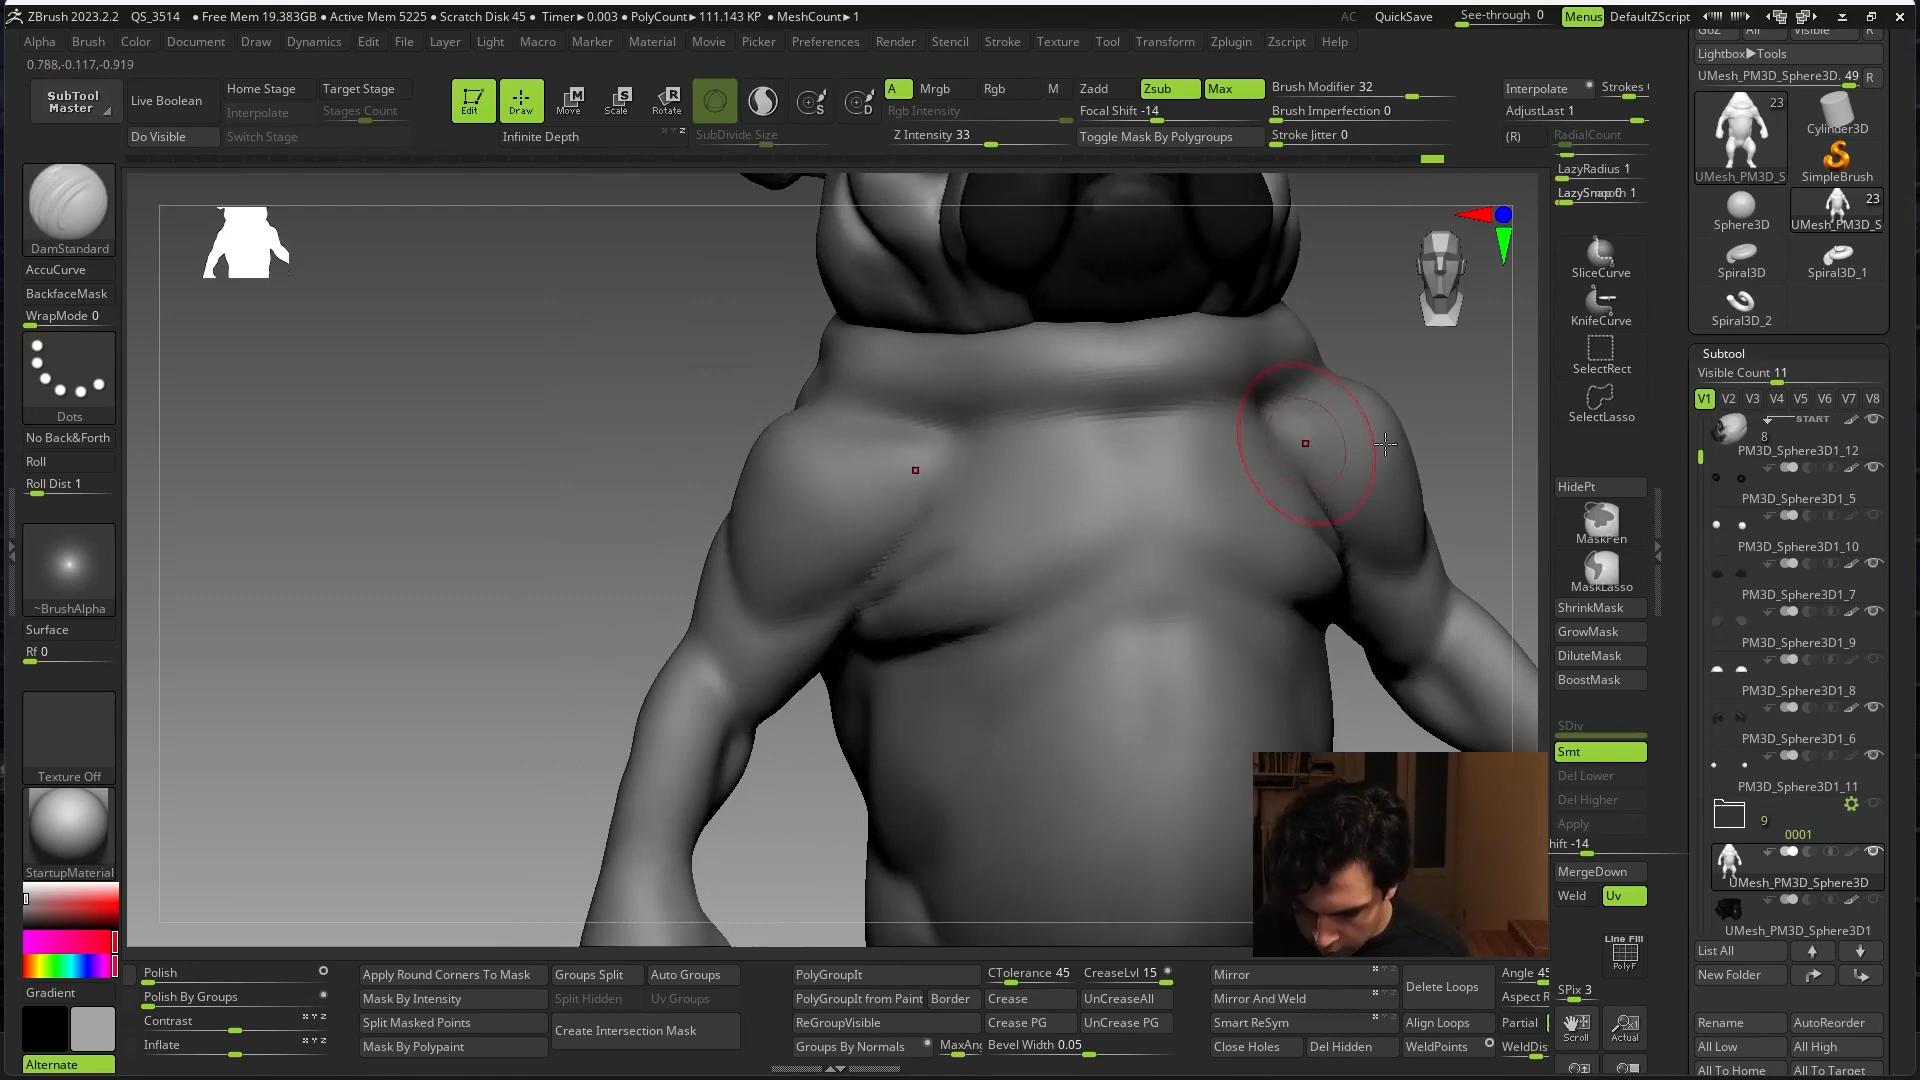 ZBrush 2023.2.2 QS_3514 ● Free Mem 19.383GB ● Active Mem 5225 ● Scratch Disk 45 ● Timer▸0.003 ● PolyCount▸111.143 KP ● MeshCount▸1
AC QuickSave See-through 0 Menus DefaultZScript
Alpha Brush Color Document Draw Dynamics Edit File Layer Light Macro Marker Material Movie Picker Preferences Render Stencil Stroke Texture Tool Transform Zplugin Zscript Help
0.788,-0.117,-0.919
SubTool Master
Live Boolean
Do Visible
Home Stage
Target Stage
Interpolate
Stages Count
Switch Stage
Edit
Draw
Move
Scale
Rotate
Infinite Depth
SubDivide Size
A Mrgb Rgb M Zadd Zsub Max
Rgb Intensity
Focal Shift -14
Z Intensity 33
Toggle Mask By Polygroups
Brush Modifier 32
Brush Imperfection 0
Stroke Jitter 0
Interpolate
Strokes
AdjustLast 1
(R) RadialCount
LazyRadius 1
SliceCurve
KnifeCurve
SelectRect
SelectLasso
HidePt
MaskPen
MaskLasso
ShrinkMask
GrowMask
DiluteMask
BoostMask
SDiv
Smt
Del Lower
Del Higher
Apply
hift -14
MergeDown
Weld Uv
Line Fill
PolyF
SPix 3
Scroll
Actual
DamStandard
AccuCurve
BackfaceMask
WrapMode 0
Dots
No Back&Forth
Roll
Roll Dist 1
~BrushAlpha
Surface
Rf 0
Texture Off
StartupMaterial
Gradient
Alternate
GoZ All Visible R
Lightbox▸Tools
UMesh_PM3D_Sphere3D. 49 R
23
UMesh_PM3D_S
Cylinder3D
SimpleBrush
Sphere3D
23
UMesh_PM3D_S
Spiral3D
Spiral3D_1
Spiral3D_2
Subtool
Visible Count 11
V1 V2 V3 V4 V5 V6 V7 V8
START
8
PM3D_Sphere3D1_12
PM3D_Sphere3D1_5
PM3D_Sphere3D1_10
PM3D_Sphere3D1_7
PM3D_Sphere3D1_9
PM3D_Sphere3D1_8
PM3D_Sphere3D1_6
PM3D_Sphere3D1_11
9
0001
UMesh_PM3D_Sphere3D
UMesh_PM3D_Sphere3D1
List All
New Folder
Rename
AutoReorder
All Low
All High
All To Home
All To Target
Polish
Polish By Groups
Contrast
Inflate
Apply Round Corners To Mask
Mask By Intensity
Split Masked Points
Mask By Polypaint
Groups Split
Auto Groups
Split Hidden
Uv Groups
Create Intersection Mask
PolyGroupIt
PolyGroupIt from Paint
Border
ReGroupVisible
Groups By Normals
MaxAng
CTolerance 45
CreaseLvl 15
Crease
UnCreaseAll
Crease PG
UnCrease PG
Bevel Width 0.05
Mirror
Mirror And Weld
Smart ReSym
Close Holes
Del Hidden
Delete Loops
Align Loops
WeldPoints
Angle 45
Aspect R
Partial
WeldDis